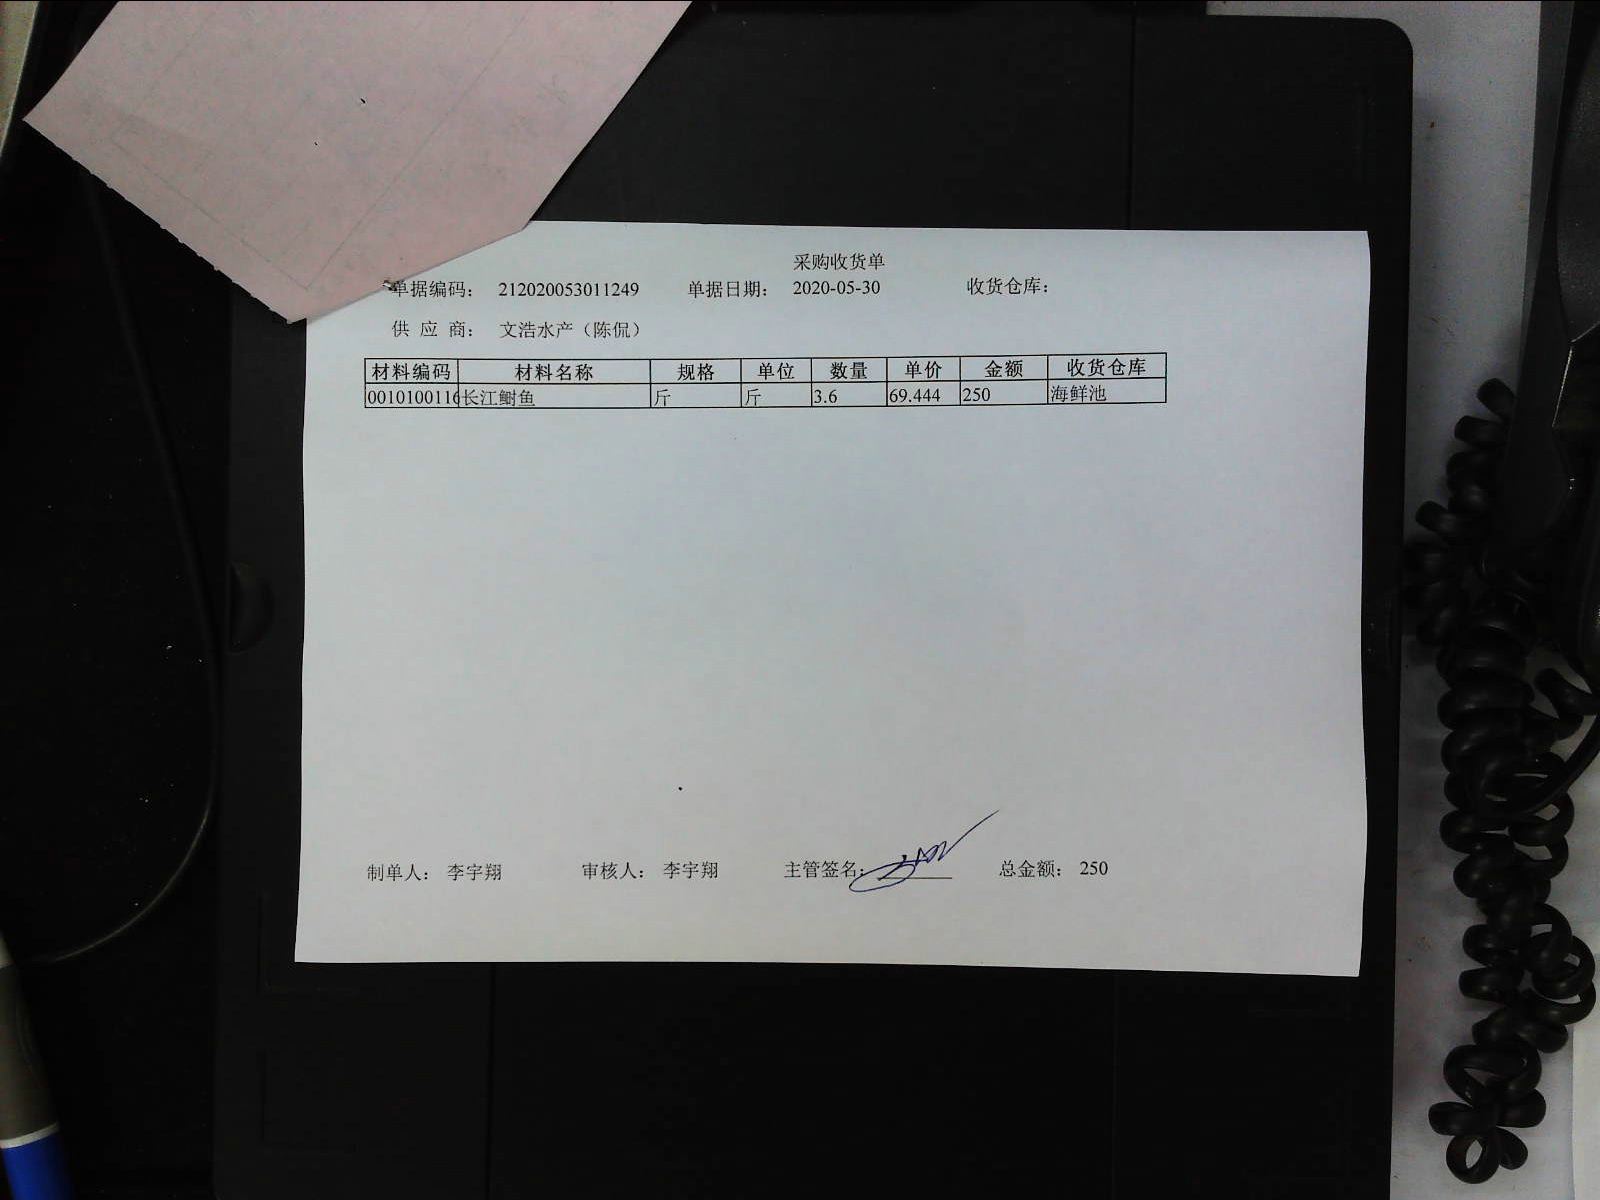 采购收货单
单据编码： 212020053011249 单据日期： 2020-05-30 收货仓库：
供 应 商： 文浩水产（陈侃）
材料编码 材料名称 规格 单位 数量 单价 金额 收货仓库
0010100116 长江鲥鱼 斤 斤 3.6 69.444 250 海鲜池
制单人： 李宇翔 审核人： 李宇翔 主管签名： 总金额： 250